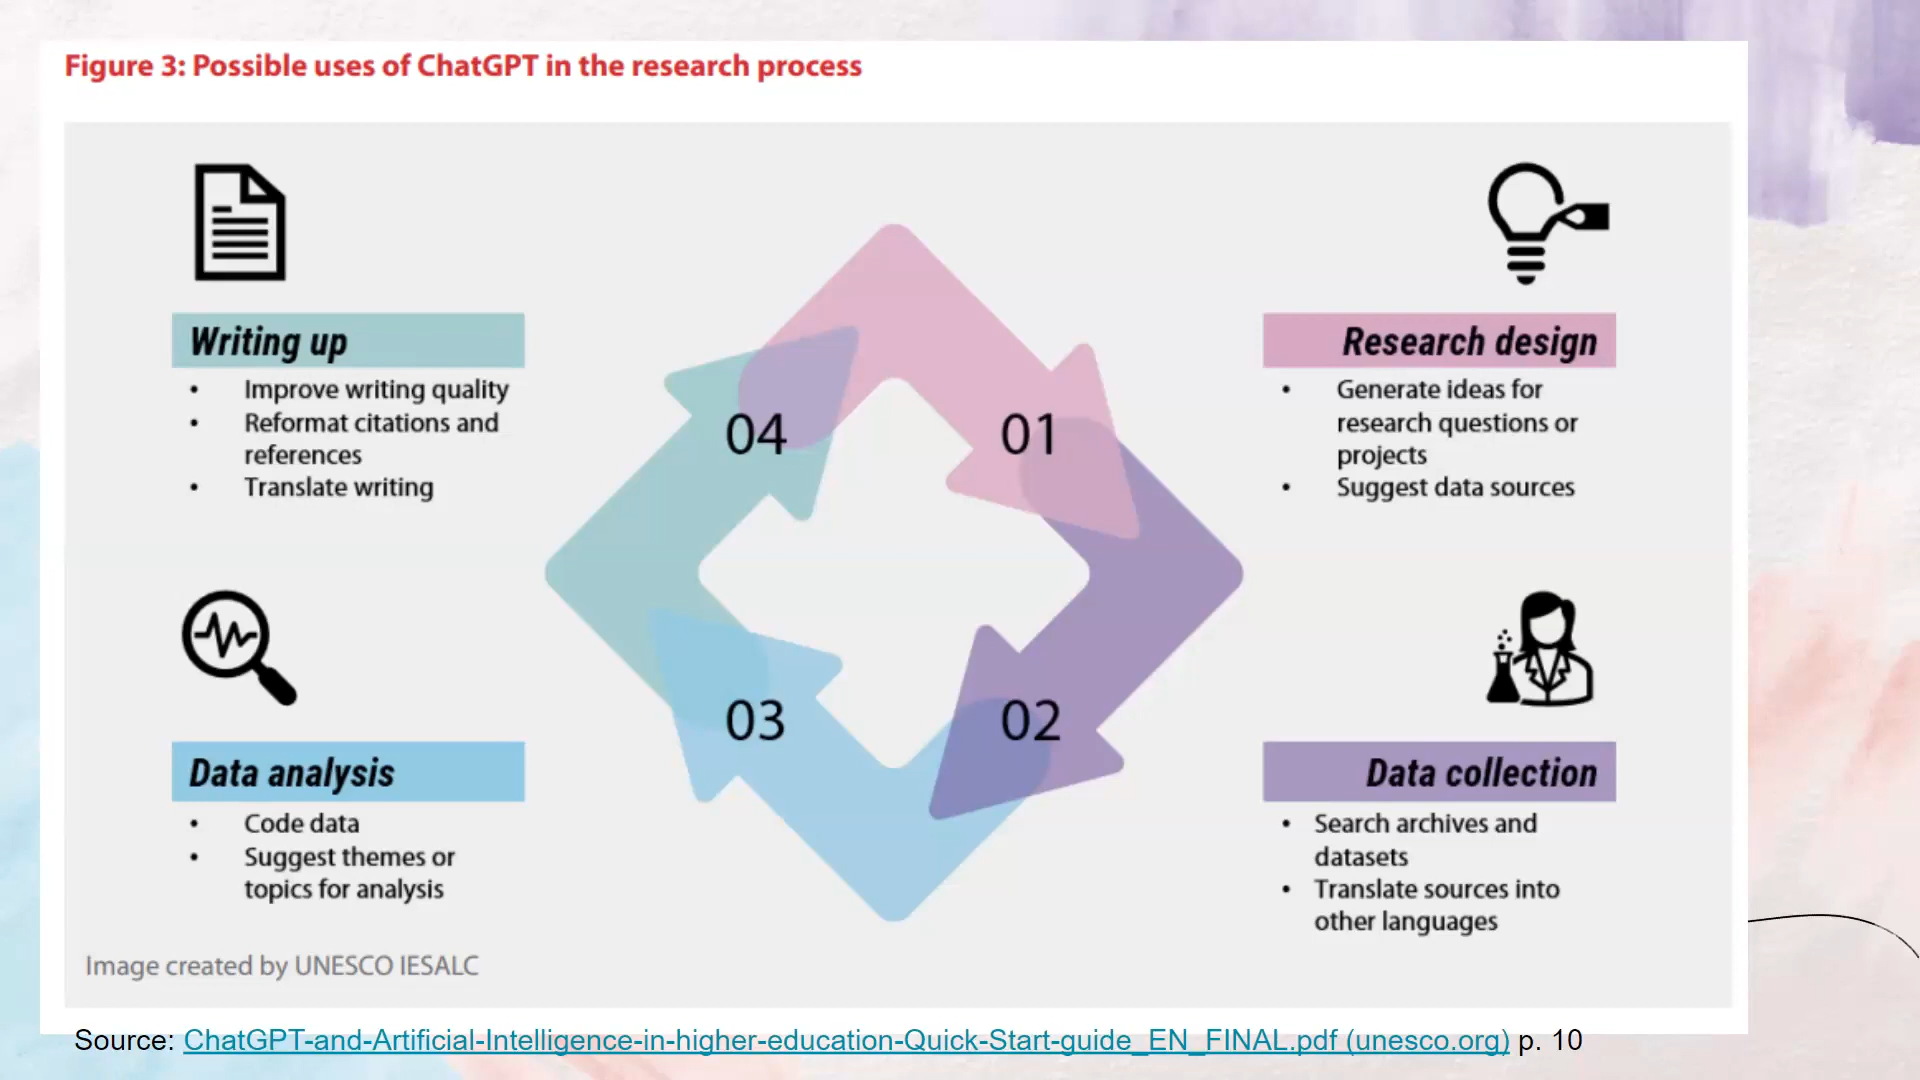 Figure 3: Possible uses of ChatGPT in the research process
Writing up
• Improve writing quality
• Reformat citations and
references
• Translate writing
Research design
• Generate ideas for
research questions or
projects
• Suggest data sources
04
01
03
02
Data analysis
• Code data
• Suggest themes or
topics for analysis
Data collection
• Search archives and
datasets
• Translate sources into
other languages
Image created by UNESCO IESALC
Source: ChatGPT-and-Artificial-Intelligence-in-higher-education-Quick-Start-guide_EN_FINAL.pdf (unesco.org) p. 10